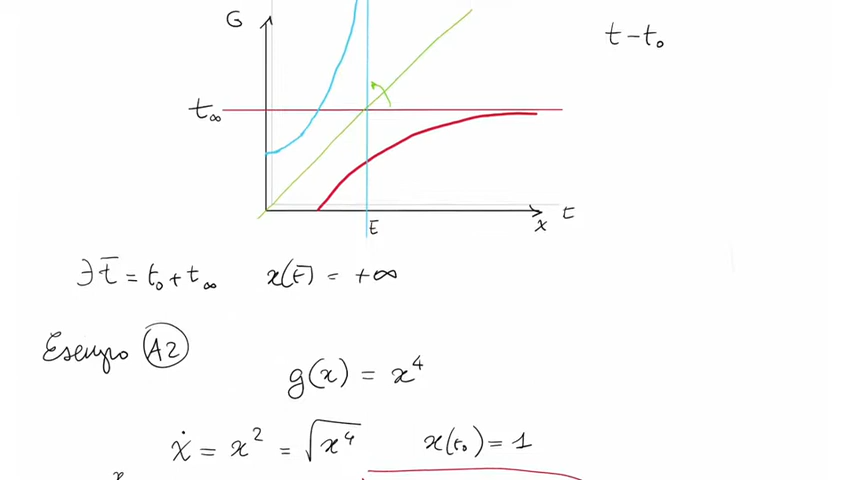 G
t - t₀
t∞
t̄
x t
∃ t̄ = t₀ + t∞ x(t̄) = +∞
Esempio A2
g(x) = x⁴
ẋ = x² = √x⁴ x(t₀) = 1